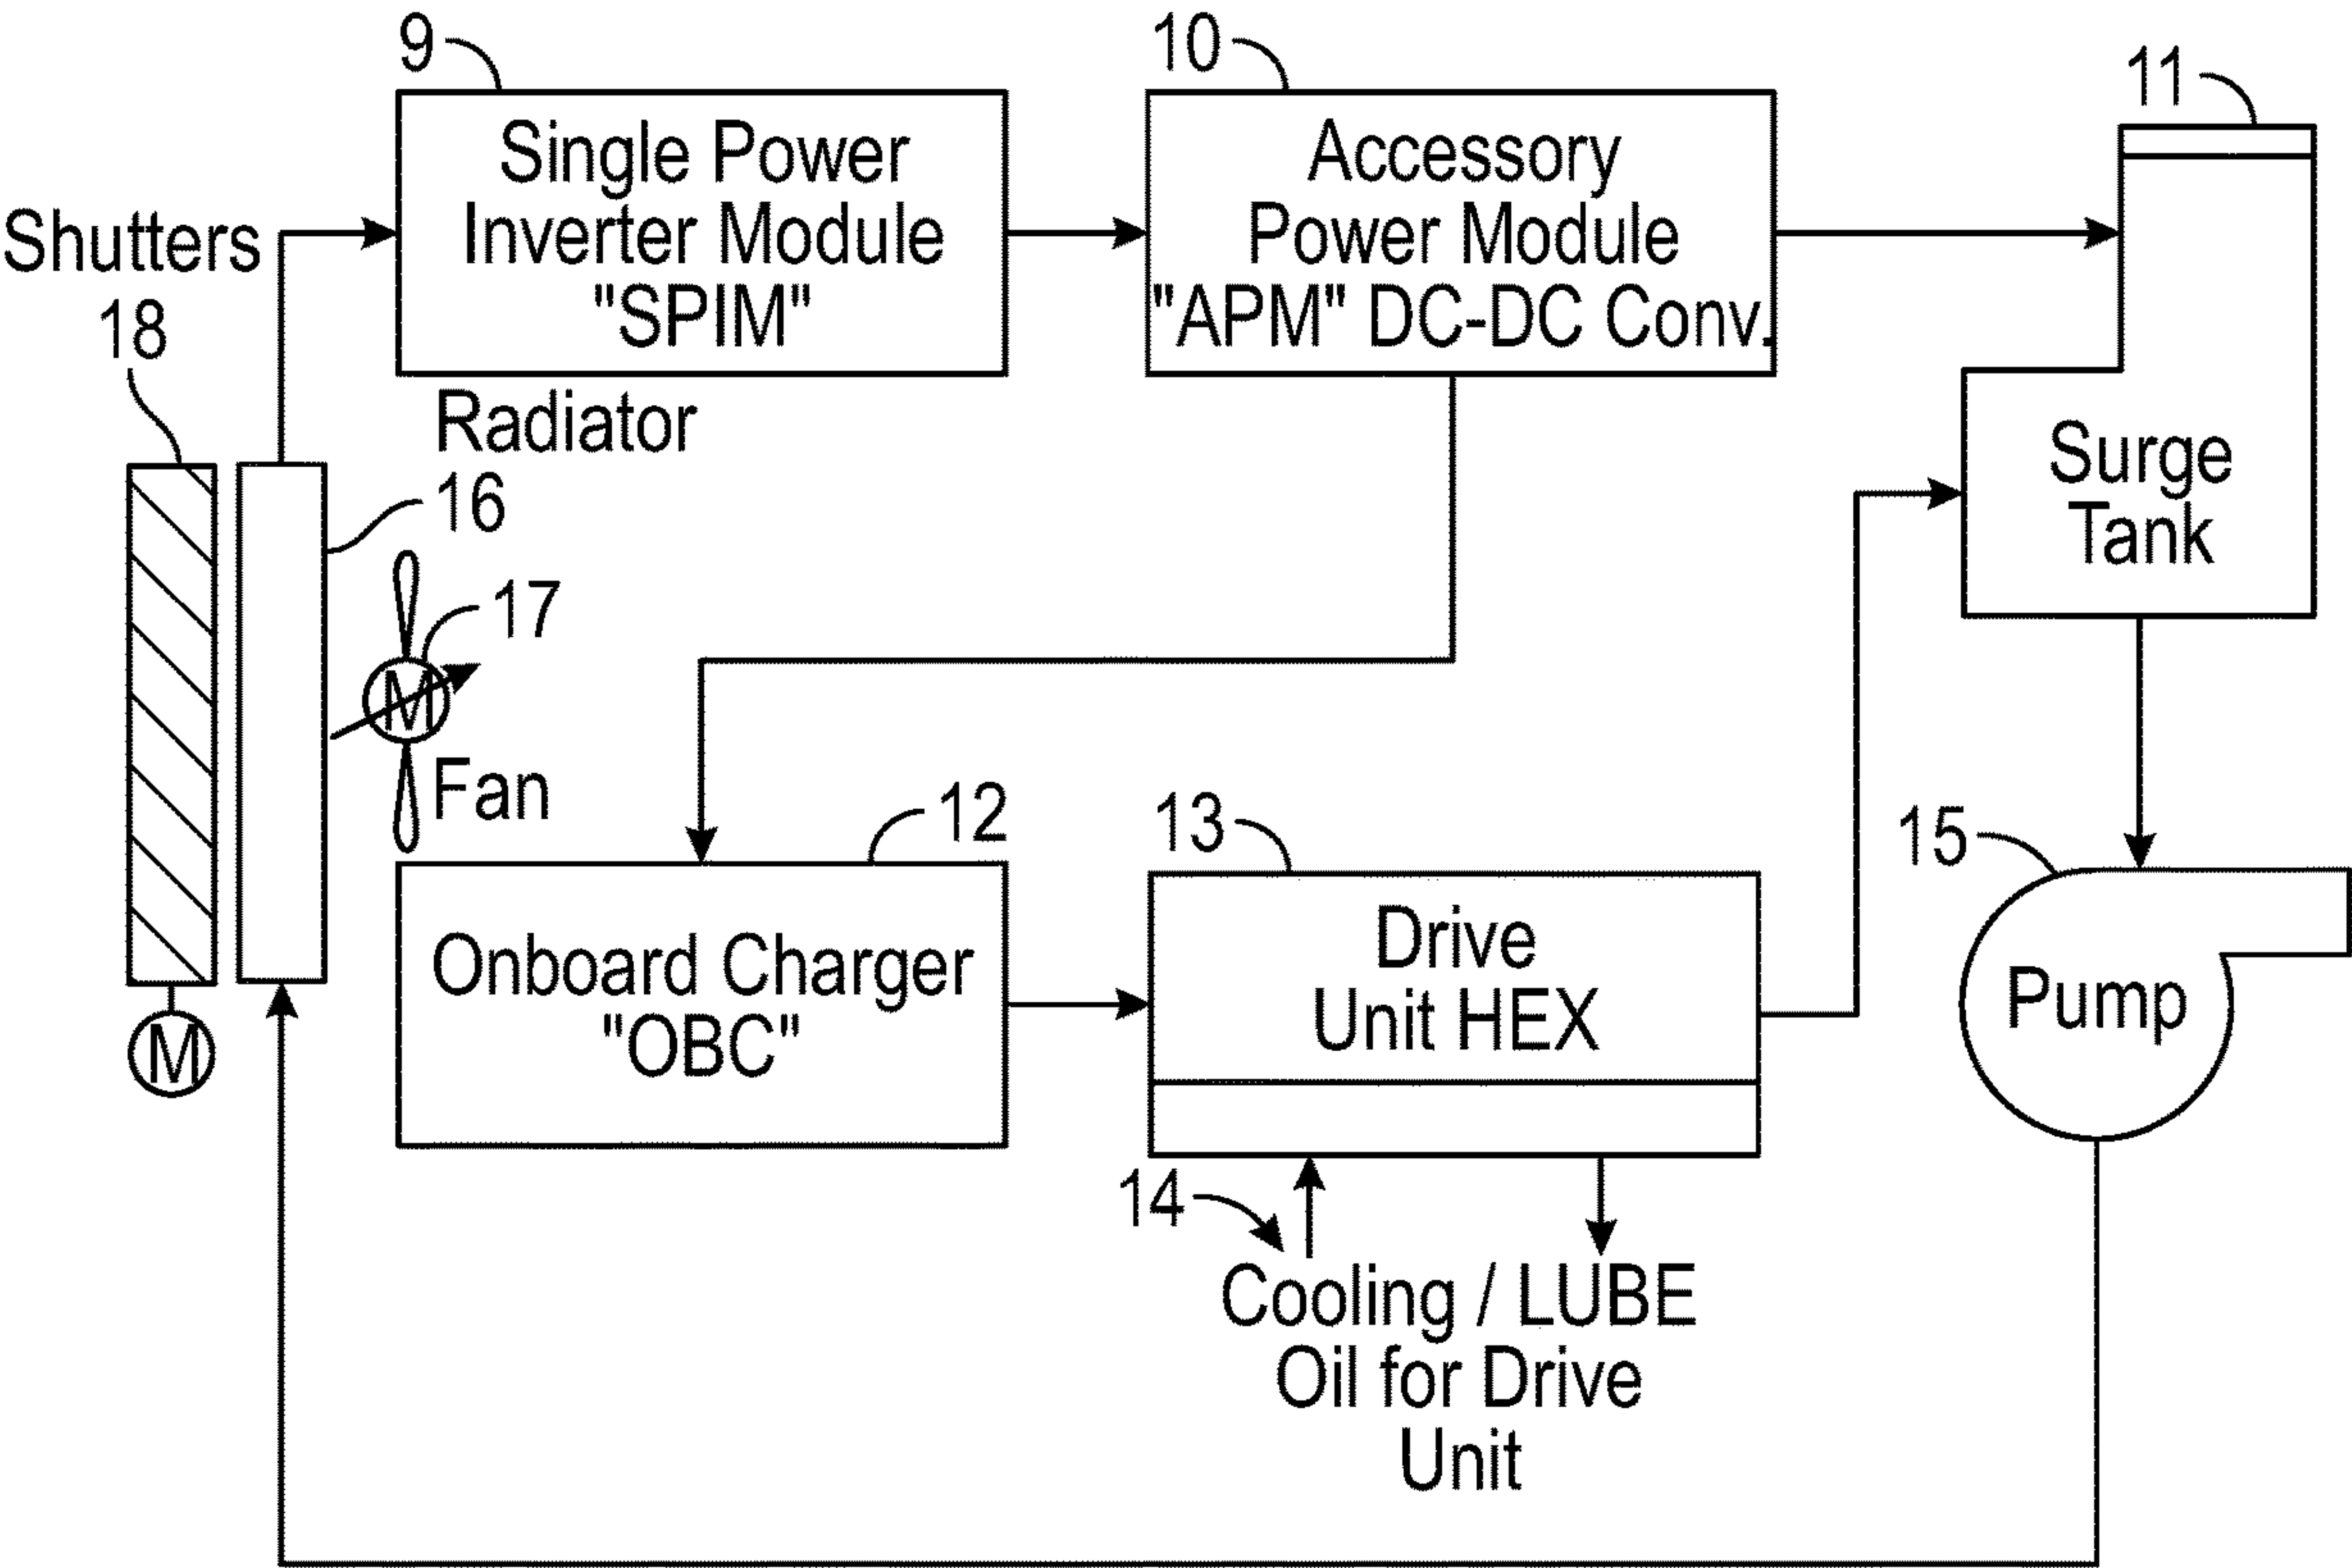 9
10
11
Single Power
Inverter Module
"SPIM"
Accessory
Power Module
"APM" DC-DC Conv.
Shutters
18
Radiator
16
17
M
Fan
Surge
Tank
12
13
15
Onboard Charger
"OBC"
Drive
Unit HEX
Pump
M
14
Cooling / LUBE
Oil for Drive
Unit